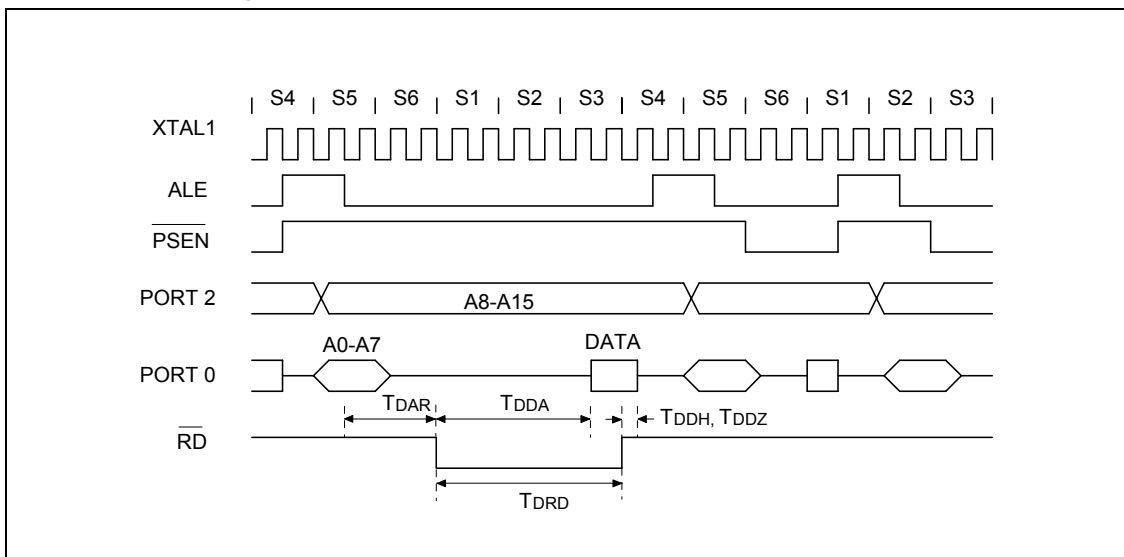 S4 S5 S6 S1 S2 S3 S4 S5 S6 S1 S2 S3
XTAL1
ALE
PSEN
PORT 2
A8-A15
A0-A7
DATA
PORT 0
TDAR
TDDA
TDDH, TDDZ
RD
TDRD